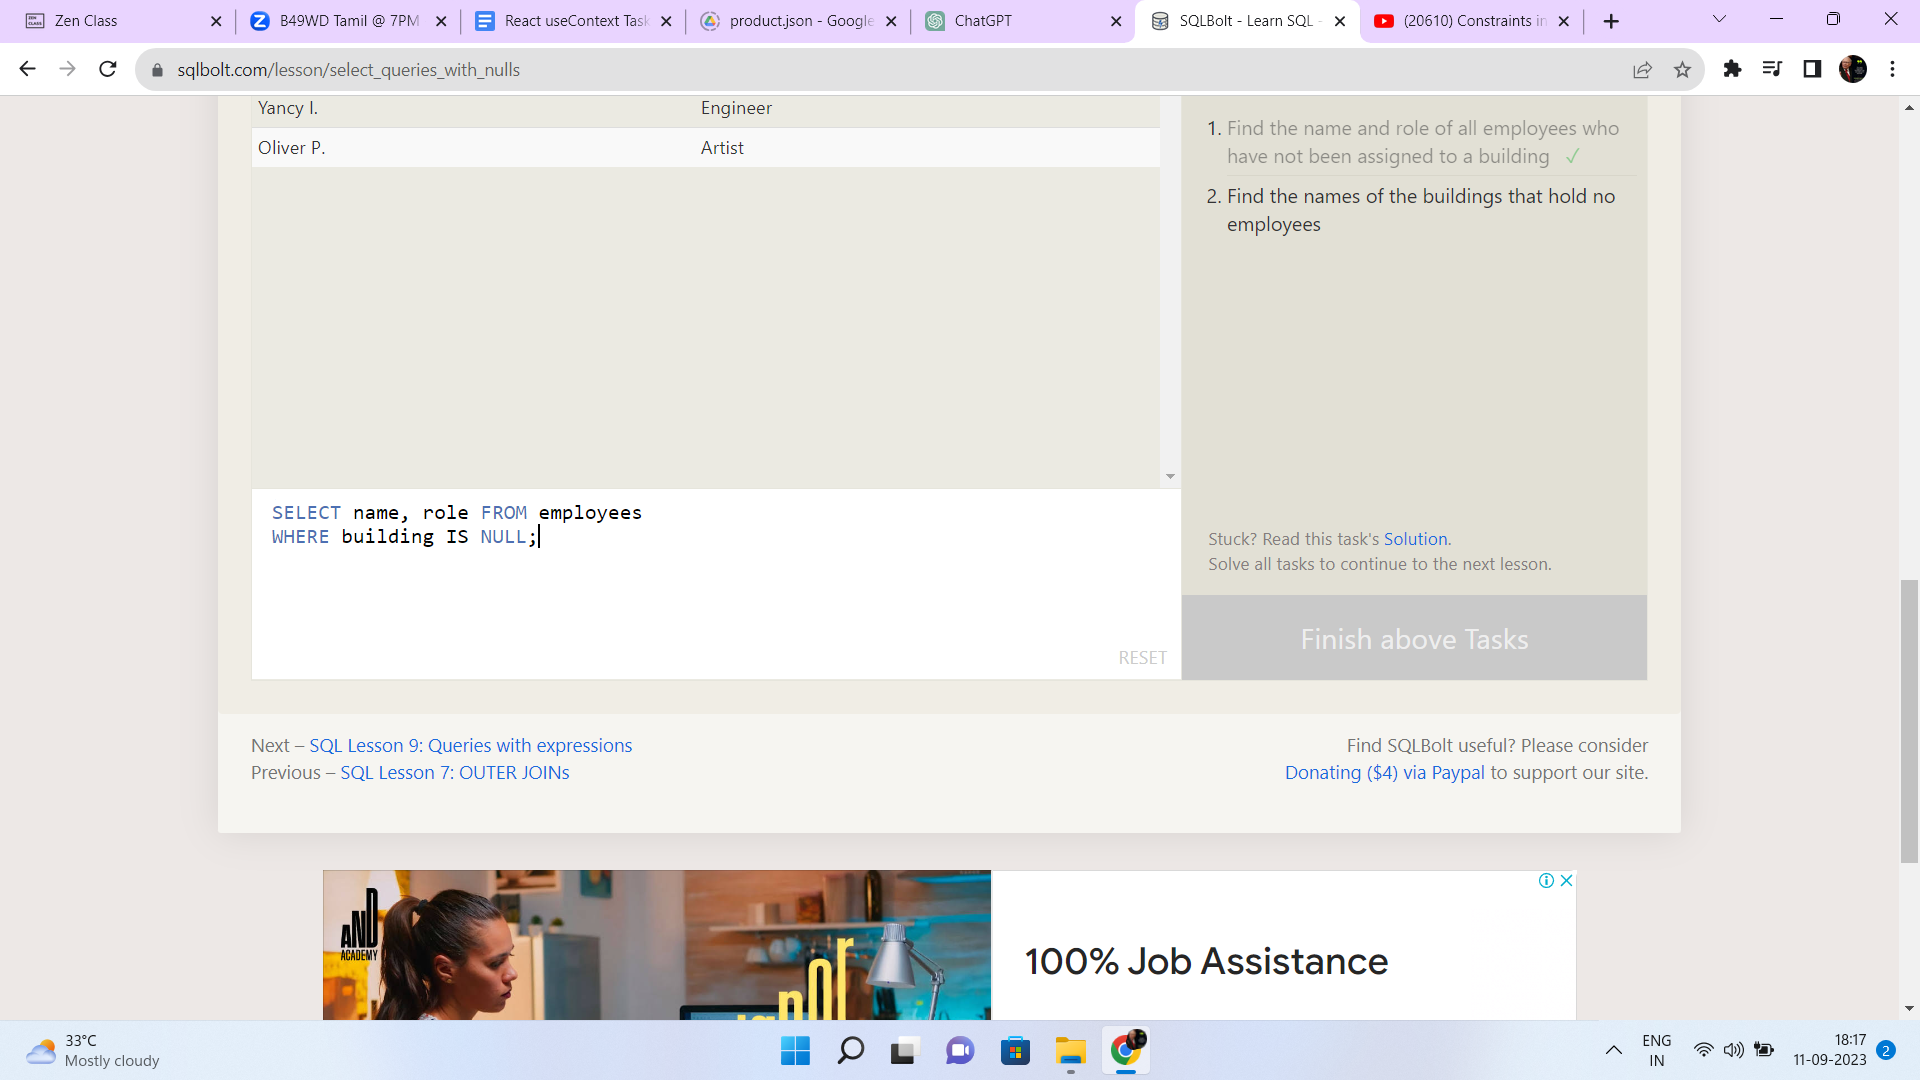 Zen Class
B49WD Tamil @ 7PM
React useContext Task
product.json - Google
ChatGPT
SQLBolt - Learn SQL -
(20610) Constraints in
sqlbolt.com/lesson/select_queries_with_nulls
Yancy I. Engineer
Oliver P. Artist
1. Find the name and role of all employees who
have not been assigned to a building ✓
2. Find the names of the buildings that hold no
employees
SELECT name, role FROM employees
WHERE building IS NULL;
RESET
Stuck? Read this task's Solution.
Solve all tasks to continue to the next lesson.
Finish above Tasks
Next – SQL Lesson 9: Queries with expressions
Previous – SQL Lesson 7: OUTER JOINs
Find SQLBolt useful? Please consider
Donating ($4) via Paypal to support our site.
AND
ACADEMY
100% Job Assistance
33°C
Mostly cloudy
ENG
IN
18:17
11-09-2023
2